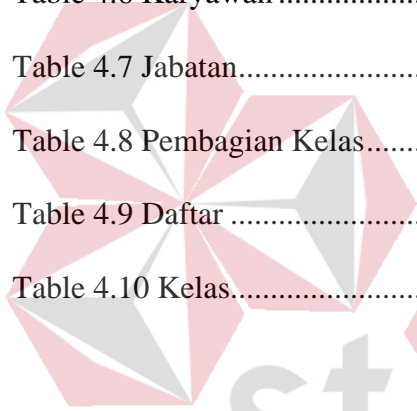 Table 4.6 Karyawan......................
Table 4.7 Jabatan......................
Table 4.8 Pembagian Kelas......
Table 4.9 Daftar ......................
Table 4.10 Kelas......................
st